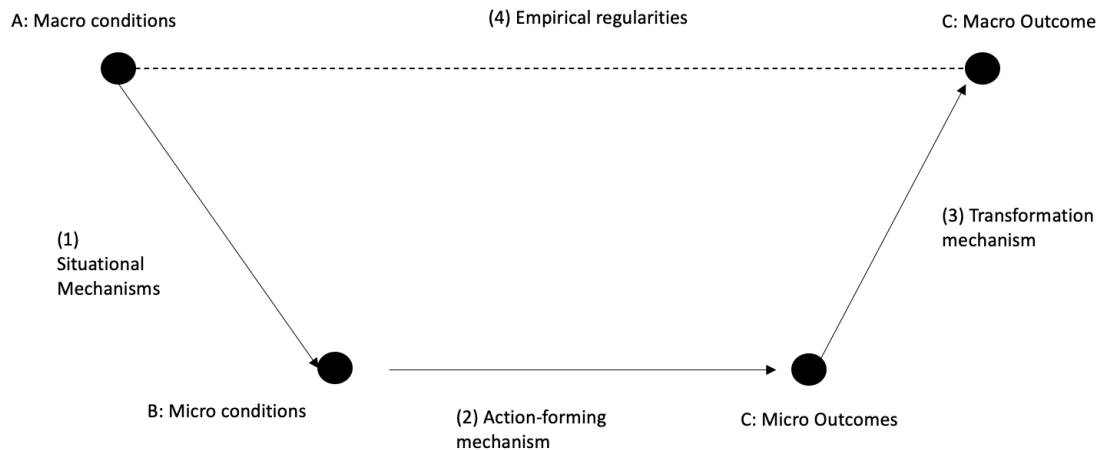 A: Macro conditions
(4) Empirical regularities
C: Macro Outcome
(1)
Situational
Mechanisms
(3) Transformation
mechanism
B: Micro conditions
(2) Action-forming
mechanism
C: Micro Outcomes